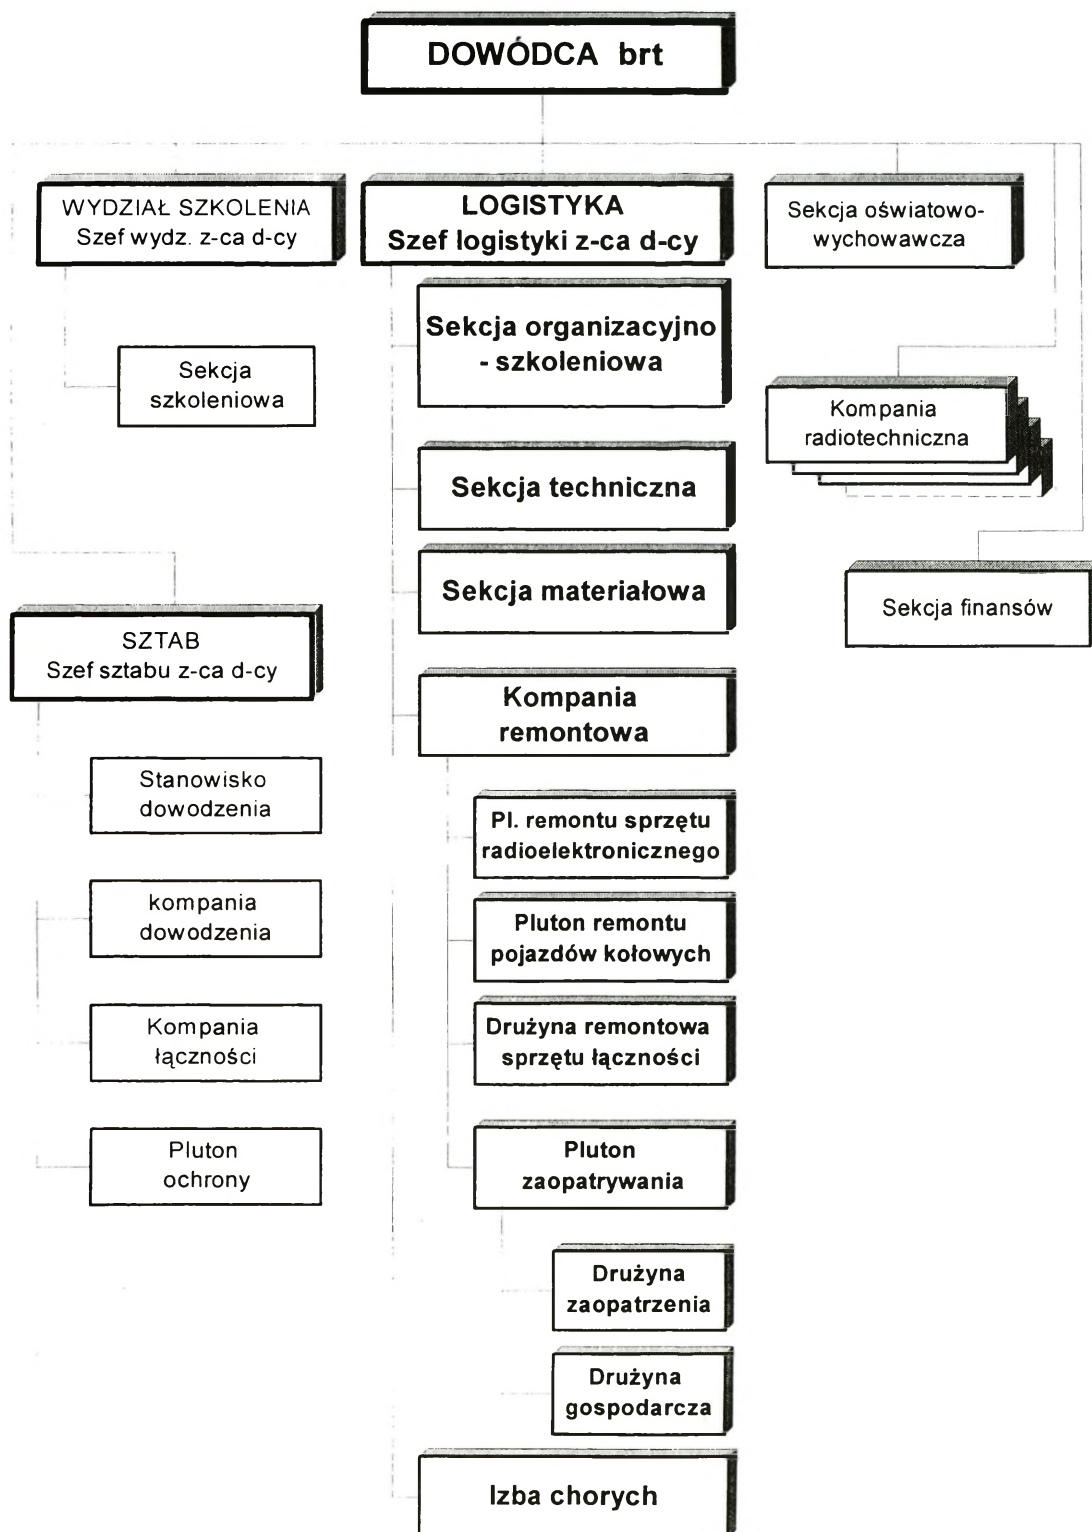 DOWÓDCA brt
WYDZIAŁ SZKOLENIA
Szef wydz. z-ca d-cy
LOGISTYKA
Szef logistyki z-ca d-cy
Sekcja oświatowo-
wychowawcza
Sekcja
szkoleniowa
Sekcja organizacyjno
- szkoleniowa
Kompania
radiotechniczna
Sekcja techniczna
Sekcja materiałowa
Sekcja finansów
SZTAB
Szef sztabu z-ca d-cy
Kompania
remontowa
Stanowisko
dowodzenia
Pl. remontu sprzętu
radioelektronicznego
kompania
dowodzenia
Pluton remontu
pojazdów kołowych
Kompania
łączności
Drużyna remontowa
sprzętu łączności
Pluton
ochrony
Pluton
zaopatrywania
Drużyna
zaopatrzenia
Drużyna
gospodarcza
Izba chorych